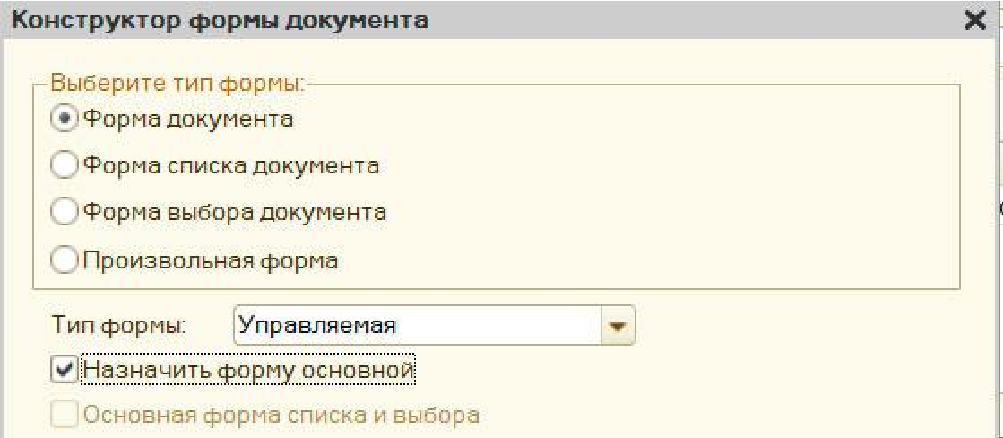 Конструктор формы документа
Выберите тип формы:
Форма документа
Форма списка документа
Форма выбора документа
Произвольная форма
Тип формы: Управляемая
Назначить форму основной
Основная форма списка и выбора